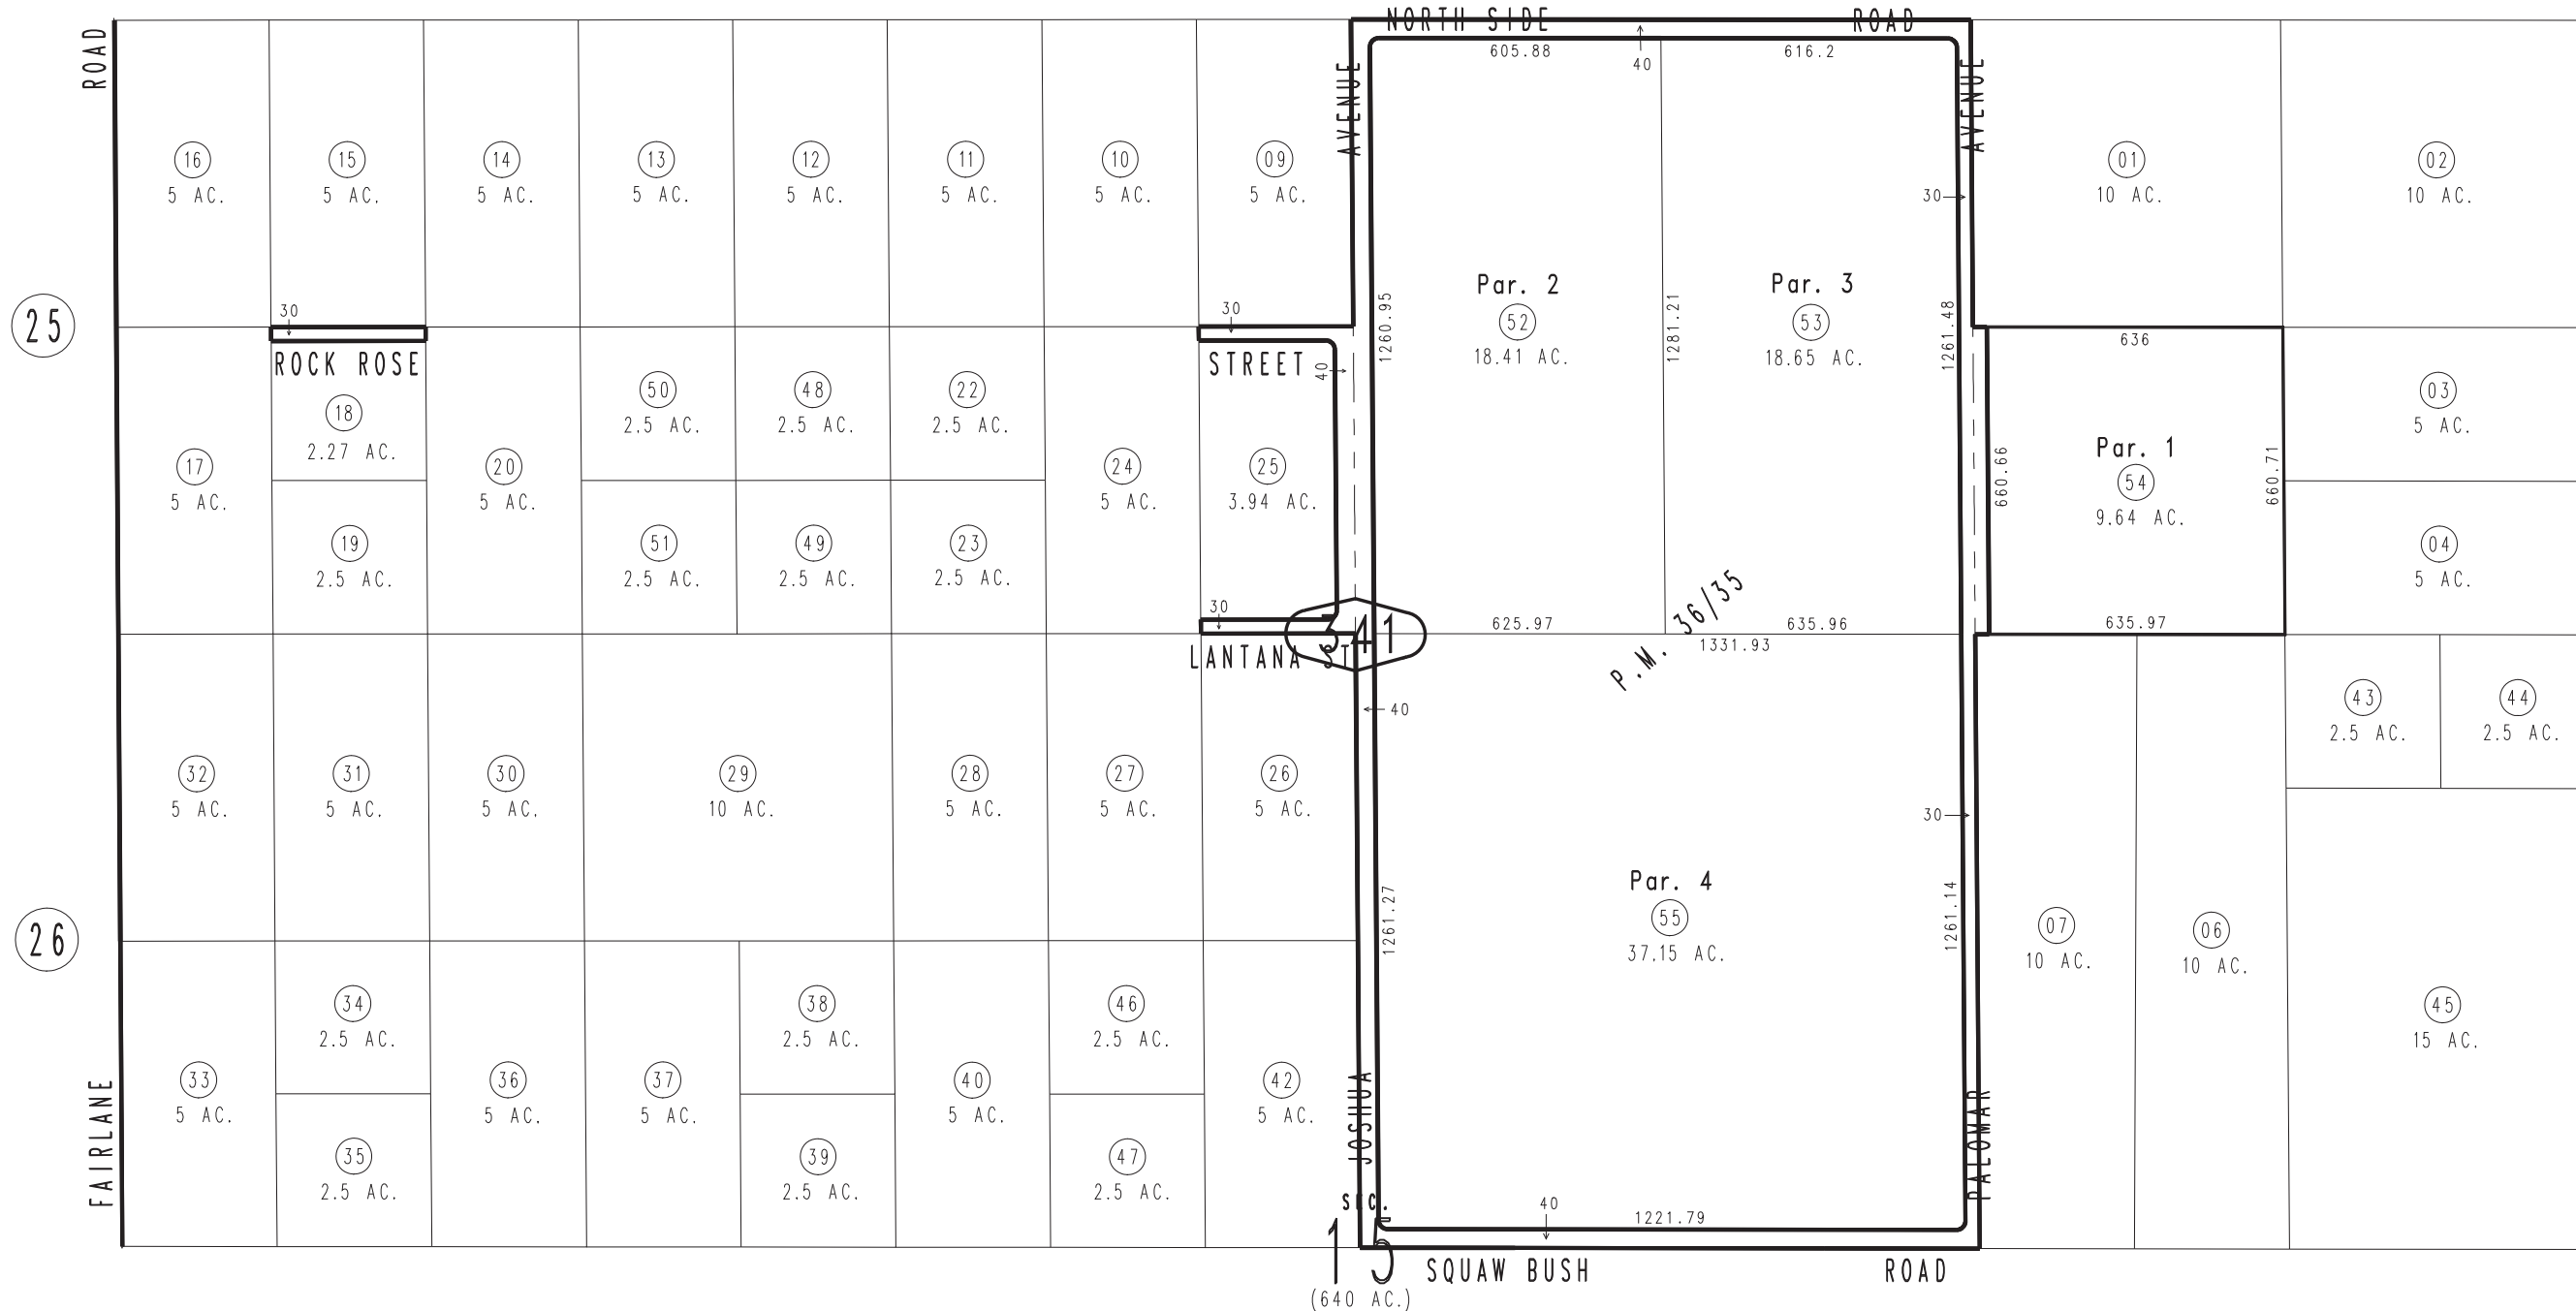 NORTH SIDE ROAD
605.88
616.2
40
ROAD
AVENUE
AVENUE
16
5 AC.
15
5 AC.
14
5 AC.
13
5 AC.
12
5 AC.
11
5 AC.
10
5 AC.
09
5 AC.
30
01
10 AC.
02
10 AC.
Par. 2
52
18.41 AC.
Par. 3
53
18.65 AC.
1260.95
1281.21
1261.48
25
30
ROCK ROSE
30
STREET
40
636
18
2.27 AC.
50
2.5 AC.
48
2.5 AC.
22
2.5 AC.
03
5 AC.
17
5 AC.
20
5 AC.
24
5 AC.
25
3.94 AC.
660.66
Par. 1
54
9.64 AC.
660.71
19
2.5 AC.
51
2.5 AC.
49
2.5 AC.
23
2.5 AC.
04
5 AC.
30
341
LANTANA ST
625.97
635.96
635.97
1331.93
P.M. 36/35
40
43
2.5 AC.
44
2.5 AC.
32
5 AC.
31
5 AC.
30
5 AC.
29
10 AC.
28
5 AC.
27
5 AC.
26
5 AC.
30
26
1261.27
Par. 4
55
37.15 AC.
1261.14
07
10 AC.
06
10 AC.
34
2.5 AC.
38
2.5 AC.
46
2.5 AC.
45
15 AC.
33
5 AC.
36
5 AC.
37
5 AC.
40
5 AC.
42
5 AC.
35
2.5 AC.
39
2.5 AC.
47
2.5 AC.
FAIRLANE
JOSHUA
PALOMAR
SEC.
13
(640 AC.)
40
1221.79
SQUAW BUSH ROAD